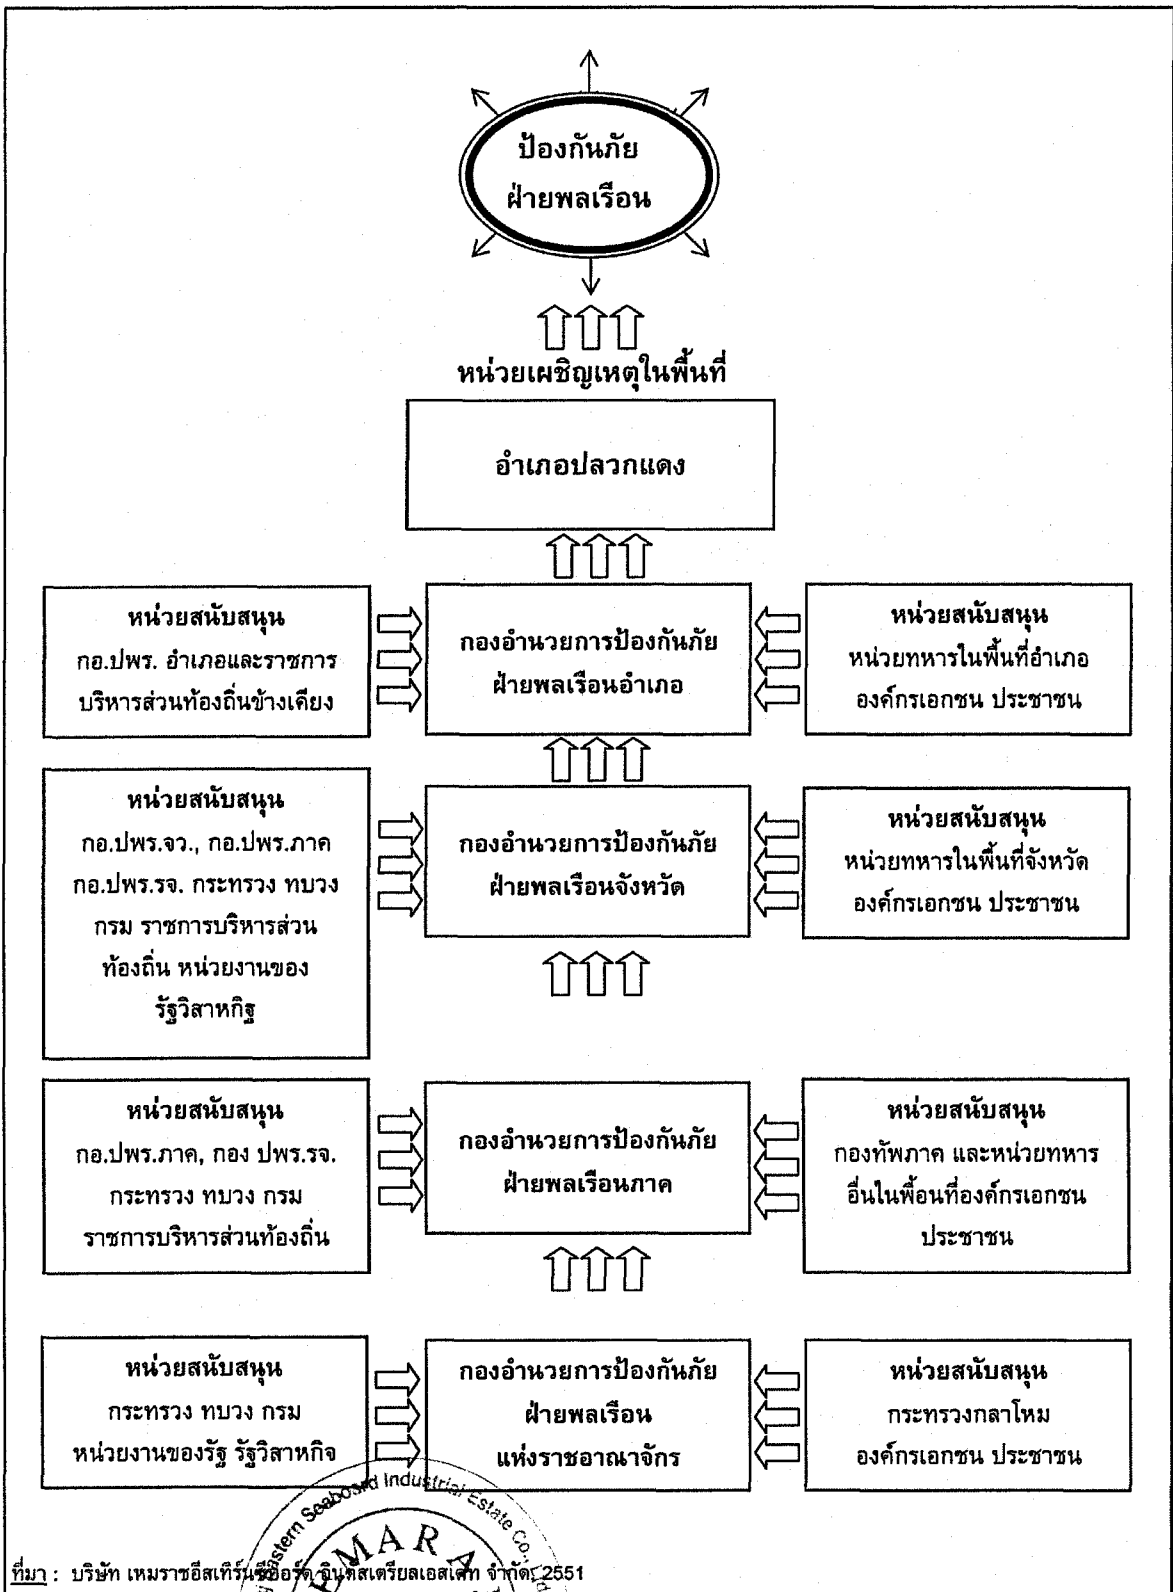 ป้องกันภัย
ฝ่ายพลเรือน
หน่วยเผชิญเหตุในพื้นที่
อำเภอปลวกแดง
หน่วยสนับสนุน
กอ.ปพร. อำเภอและราชการ
บริหารส่วนท้องถิ่นข้างเคียง
กองอำนวยการป้องกันภัย
ฝ่ายพลเรือนอำเภอ
หน่วยสนับสนุน
หน่วยทหารในพื้นที่อำเภอ
องค์กรเอกชน ประชาชน
หน่วยสนับสนุน
กอ.ปพร.จว., กอ.ปพร.ภาค
กอ.ปพร.รจ. กระทรวง ทบวง
กรม ราชการบริหารส่วน
ท้องถิ่น หน่วยงานของ
รัฐวิสาหกิฐ
กองอำนวยการป้องกันภัย
ฝ่ายพลเรือนจังหวัด
หน่วยสนับสนุน
หน่วยทหารในพื้นที่จังหวัด
องค์กรเอกชน ประชาชน
หน่วยสนับสนุน
กอ.ปพร.ภาค, กอง ปพร.รจ.
กระทรวง ทบวง กรม
ราชการบริหารส่วนท้องถิ่น
กองอำนวยการป้องกันภัย
ฝ่ายพลเรือนภาค
หน่วยสนับสนุน
กองทัพภาค และหน่วยทหาร
อื่นในพื้อนที่องค์กรเอกชน
ประชาชน
หน่วยสนับสนุน
กระทรวง ทบวง กรม
หน่วยงานของรัฐ รัฐวิสาหกิจ
กองอำนวยการป้องกันภัย
ฝ่ายพลเรือน
แห่งราชอาณาจักร
หน่วยสนับสนุน
กระทรวงกลาโหม
องค์กรเอกชน ประชาชน
Eastern Seaboard Industrial Estate Co., Ltd
EMARA
ที่มา : บริษัท เหมราชอีสเทิร์นซีบอร์ด อินดัสเตรียลเอสเตท จำกัด, 2551